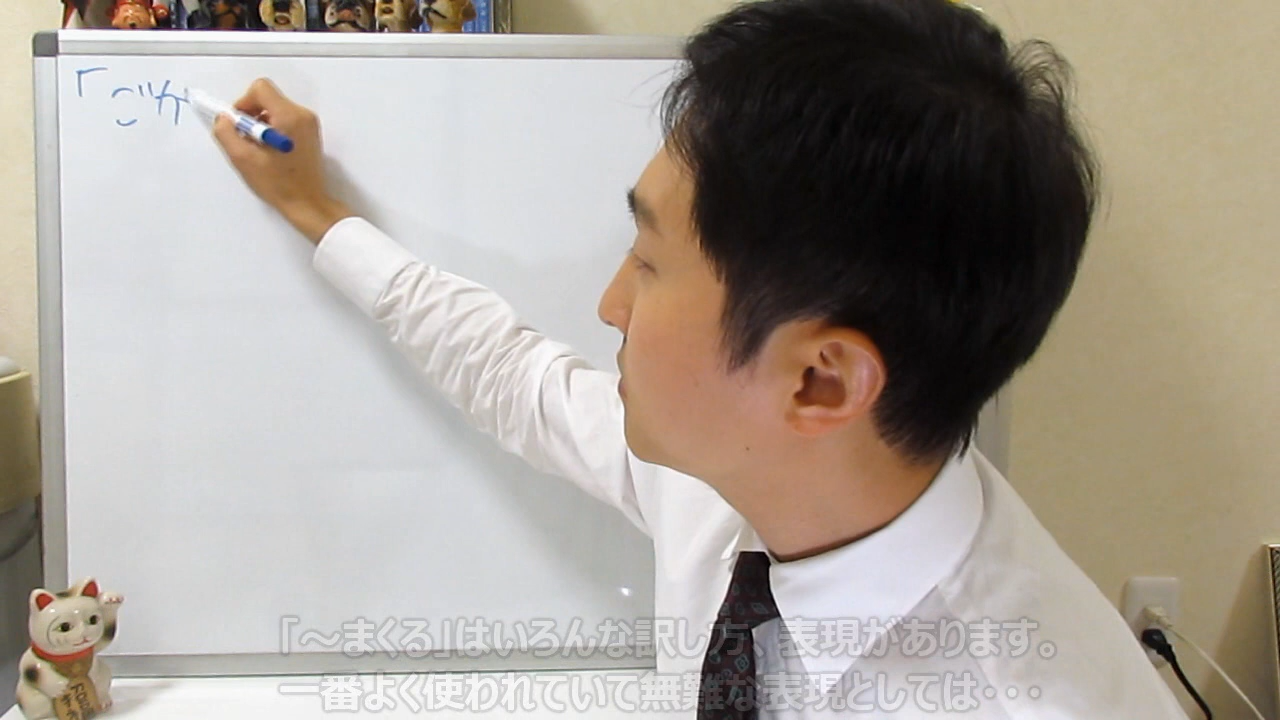 「ごか
「～まくる」はいろんな訳し方、表現があります。
一番よく使われていて無難な表現としては・・・。